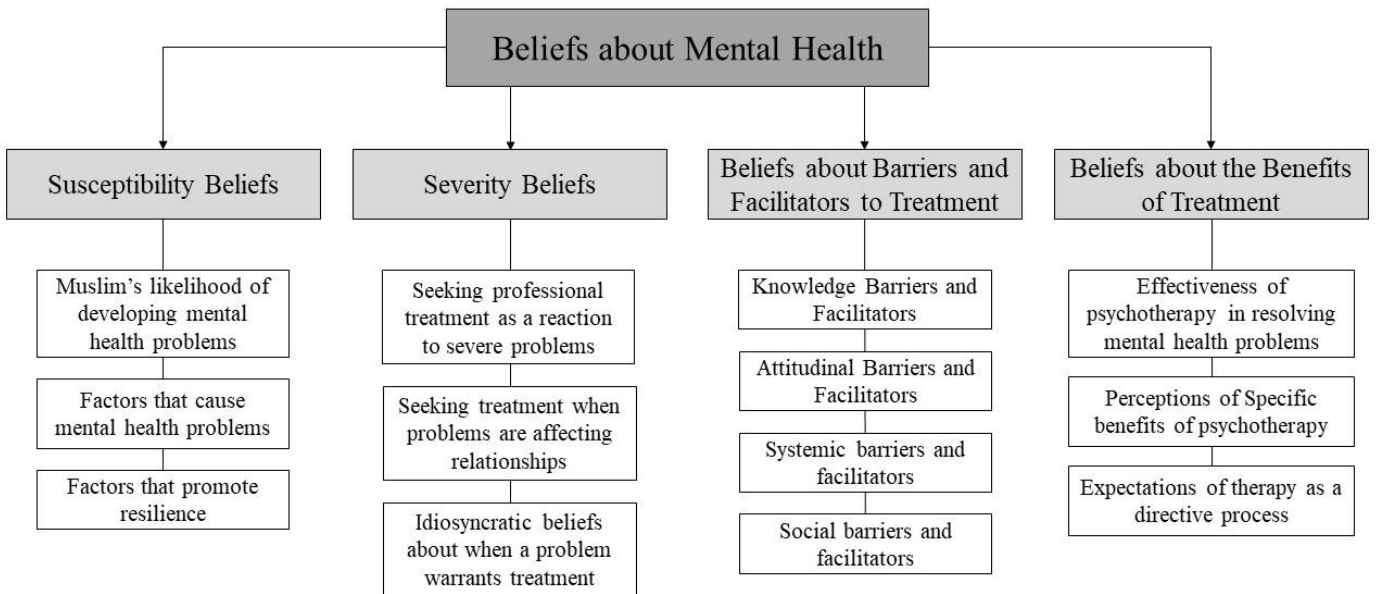 Beliefs about Mental Health
Susceptibility Beliefs
Muslim's likelihood of
developing mental
health problems
Factors that cause
mental health problems
Factors that promote
resilience
Severity Beliefs
Seeking professional
treatment as a reaction
to severe problems
Seeking treatment when
problems are affecting
relationships
Idiosyncratic beliefs
about when a problem
warrants treatment
Beliefs about Barriers and
Facilitators to Treatment
Knowledge Barriers and
Facilitators
Attitudinal Barriers and
Facilitators
Systemic barriers and
facilitators
Social barriers and
facilitators
Beliefs about the Benefits
of Treatment
Effectiveness of
psychotherapy in resolving
mental health problems
Perceptions of Specific
benefits of psychotherapy
Expectations of therapy as a
directive process